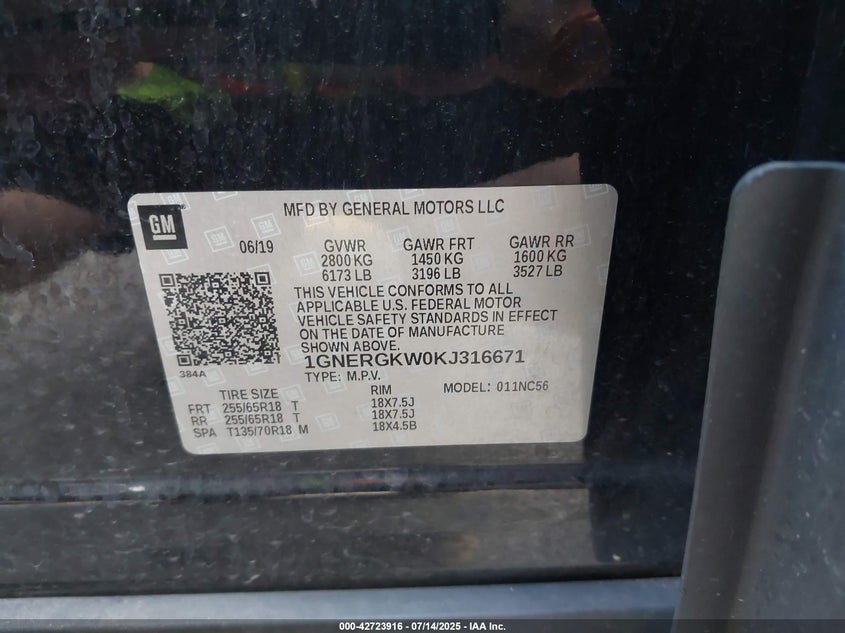 GM
MFD BY GENERAL MOTORS LLC
06/19 GVWR GAWR FRT GAWR RR
2800 KG 1450 KG 1600 KG
6173 LB 3196 LB 3527 LB
THIS VEHICLE CONFORMS TO ALL
APPLICABLE U.S. FEDERAL MOTOR
VEHICLE SAFETY STANDARDS IN EFFECT
ON THE DATE OF MANUFACTURE
SHOWN ABOVE.
1GNERGKW0KJ316671
384A
TYPE: M.P.V. MODEL: 011NC56
TIRE SIZE RIM
FRT 255/65R18 T 18X7.5J
RR 255/65R18 T 18X7.5J
SPA T135/70R18 M 18X4.5B
000-42723916 - 07/14/2025 - IAA Inc.